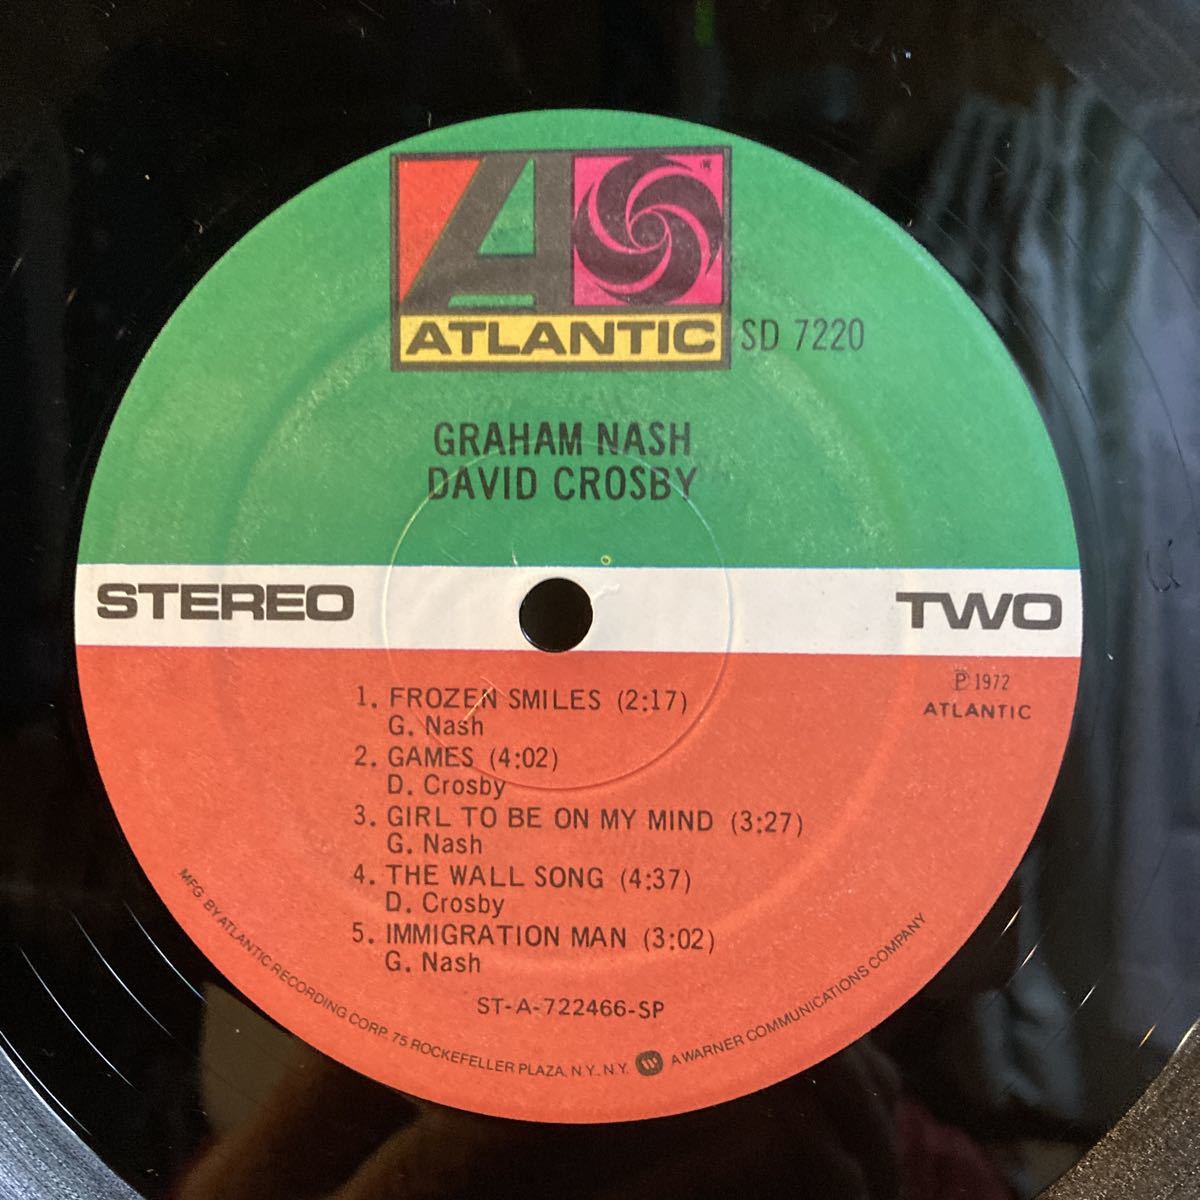 ATLANTIC
SD 7220
GRAHAM NASH
DAVID CROSBY
STEREO
TWO
℗ 1972
ATLANTIC
1. FROZEN SMILES (2:17)
G. Nash
2. GAMES (4:02)
D. Crosby
3. GIRL TO BE ON MY MIND (3:27)
G. Nash
4. THE WALL SONG (4:37)
D. Crosby
5. IMMIGRATION MAN (3:02)
G. Nash
ST-A-722466-SP
MFG. BY ATLANTIC RECORDING CORP. 75 ROCKEFELLER PLAZA, N.Y., N.Y. A WARNER COMMUNICATIONS COMPANY